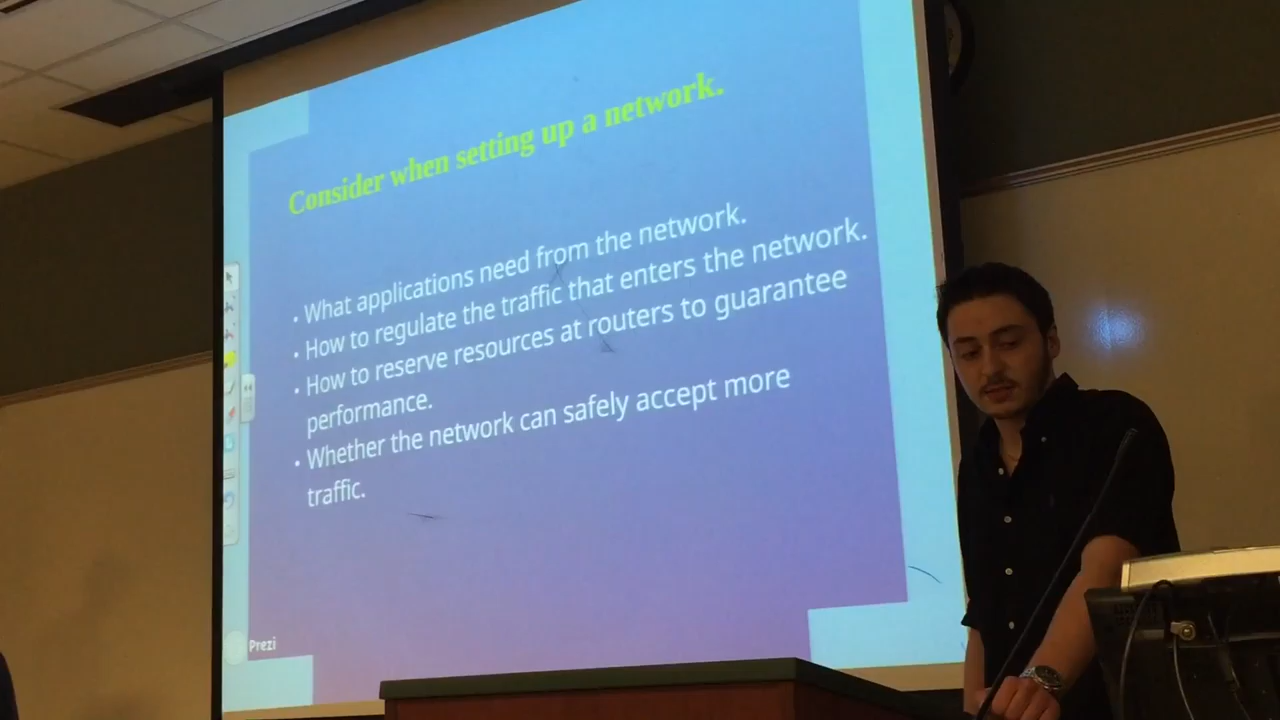 Consider when setting up a network.
• What applications need from the network.
• How to regulate the traffic that enters the network.
• How to reserve resources at routers to guarantee
performance.
• Whether the network can safely accept more
traffic.
Prezi